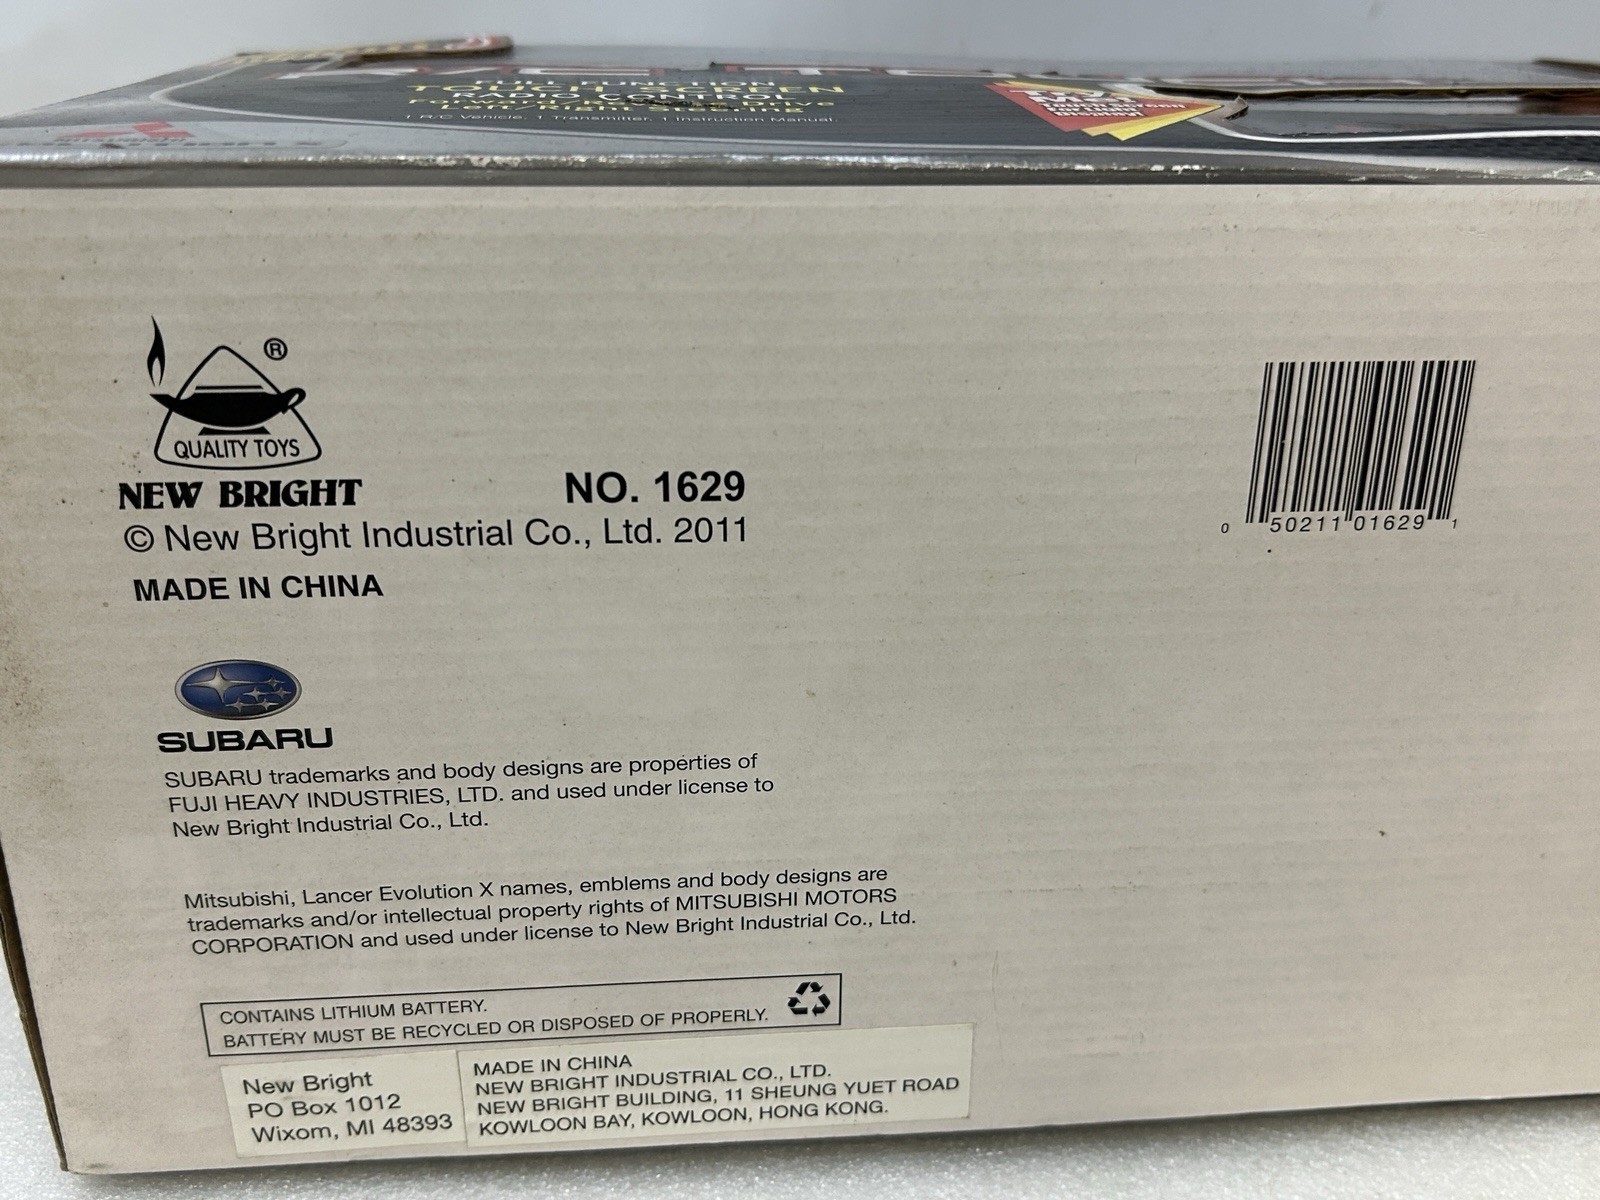 FULL FUNCTION
TOUCH SCREEN
RADIO CONTROL
Forward/Reverse Drive
Left/Right Steering
1 R/C Vehicle, 1 Transmitter, 1 Instruction Manual.
QUALITY TOYS
®
NEW BRIGHT
NO. 1629
© New Bright Industrial Co., Ltd. 2011
MADE IN CHINA
0 50211 01629 1
SUBARU
SUBARU trademarks and body designs are properties of
FUJI HEAVY INDUSTRIES, LTD. and used under license to
New Bright Industrial Co., Ltd.
Mitsubishi, Lancer Evolution X names, emblems and body designs are
trademarks and/or intellectual property rights of MITSUBISHI MOTORS
CORPORATION and used under license to New Bright Industrial Co., Ltd.
CONTAINS LITHIUM BATTERY.
BATTERY MUST BE RECYCLED OR DISPOSED OF PROPERLY.
New Bright
PO Box 1012
Wixom, MI 48393
MADE IN CHINA
NEW BRIGHT INDUSTRIAL CO., LTD.
NEW BRIGHT BUILDING, 11 SHEUNG YUET ROAD
KOWLOON BAY, KOWLOON, HONG KONG.